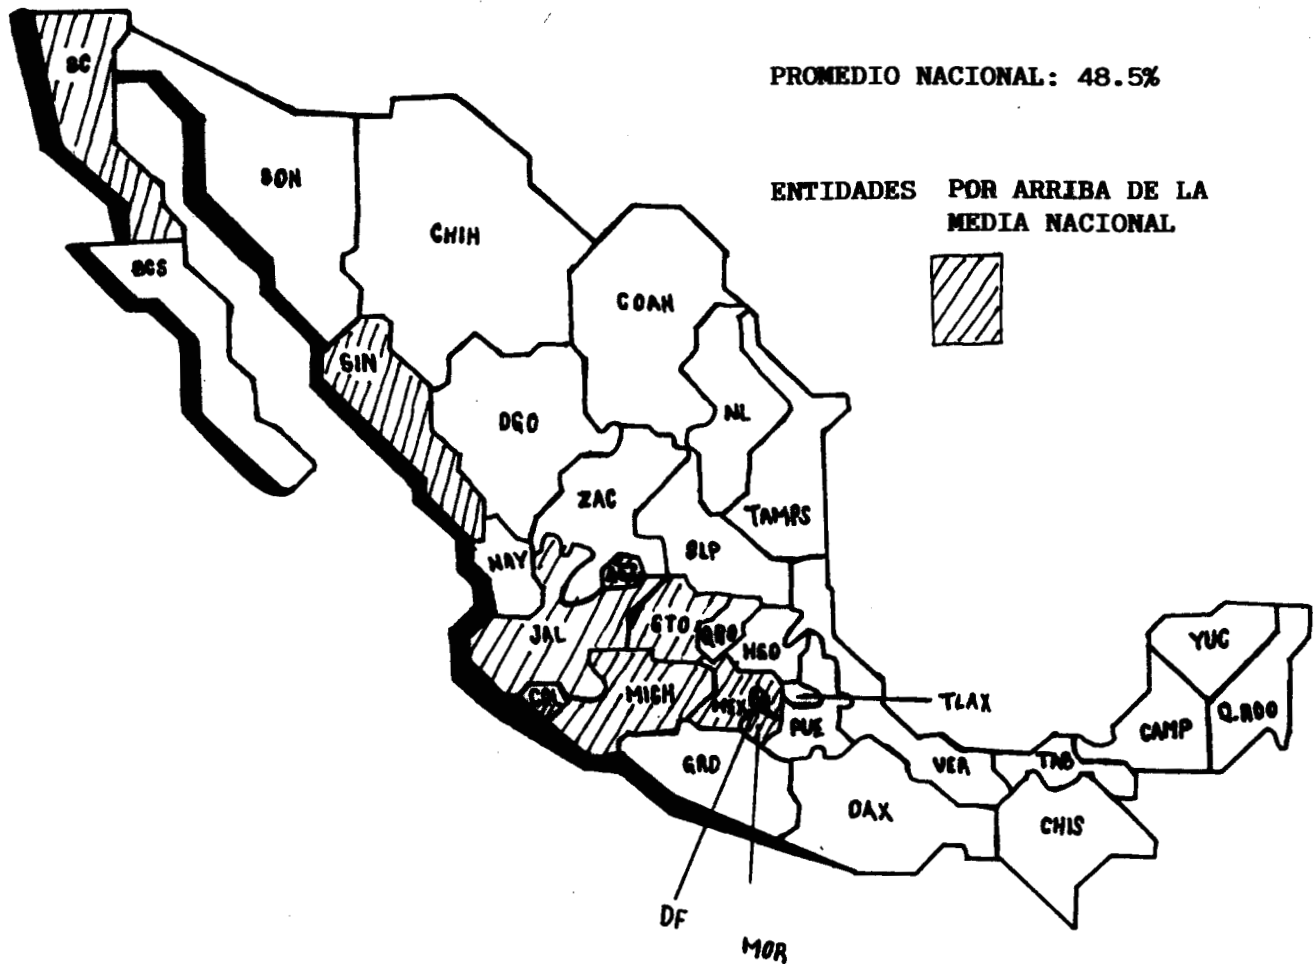 PROMEDIO NACIONAL: 48.5%
ENTIDADES POR ARRIBA DE LA
MEDIA NACIONAL
BC
SON
CHIH
BCS
COAH
SIN
DGO
NL
ZAC
TAMPS
SLP
NAY
AGS
JAL
GTO
QRO
HGO
YUC
COL
MICH
MEX
TLAX
Q.ROO
PUE
CAMP
GRO
VER
TAB
OAX
CHIS
DF
MOR